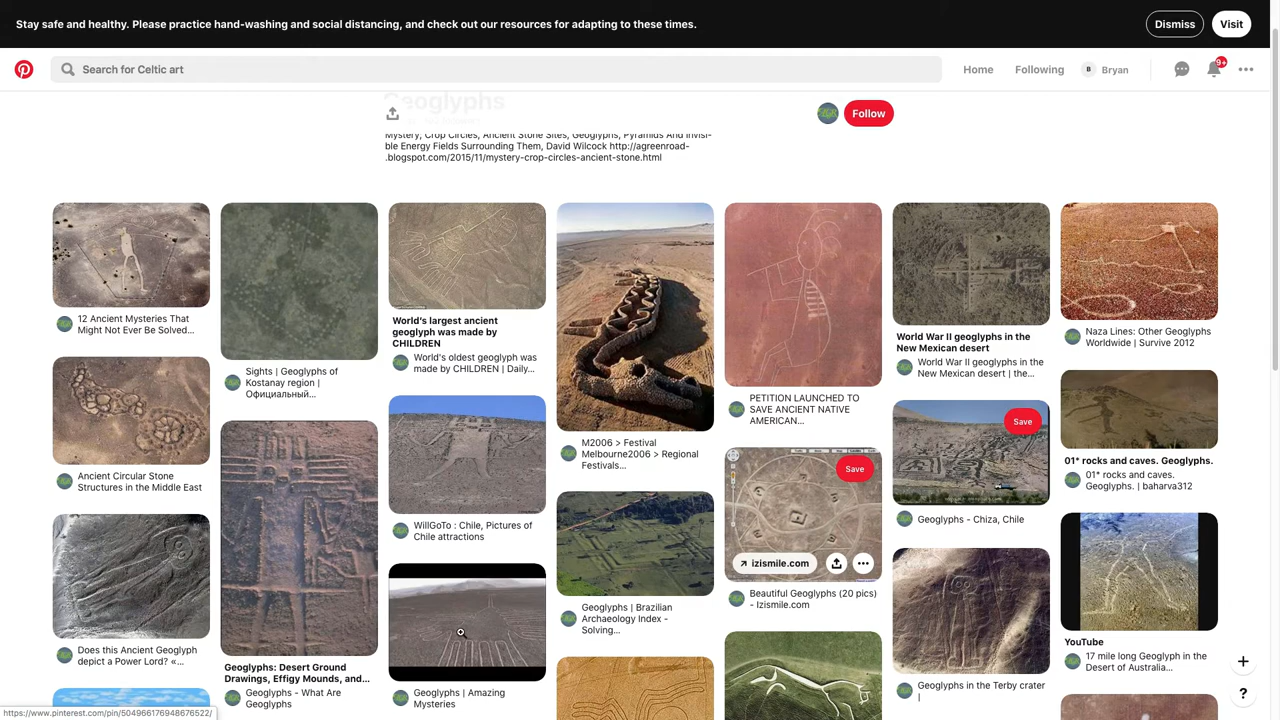 Stay safe and healthy. Please practice hand-washing and social distancing, and check out our resources for adapting to these times.
Dismiss
Visit
Search for Celtic art
Home
Following
B
Bryan
9+
Geoglyphs
Follow
Mystery, Crop Circles, Ancient Stone Sites, Geoglyphs, Pyramids And Invisi-
ble Energy Fields Surrounding Them, David Wilcock http://agreenroad-
.blogspot.com/2015/11/mystery-crop-circles-ancient-stone.html
12 Ancient Mysteries That
Might Not Ever Be Solved...
Ancient Circular Stone
Structures in the Middle East
Does this Ancient Geoglyph
depict a Power Lord? «...
Sights | Geoglyphs of
Kostanay region |
Официальный...
Geoglyphs: Desert Ground
Drawings, Effigy Mounds, and...
Geoglyphs - What Are
Geoglyphs
World's largest ancient
geoglyph was made by
CHILDREN
World's oldest geoglyph was
made by CHILDREN | Daily...
WillGoTo : Chile, Pictures of
Chile attractions
Geoglyphs | Amazing
Mysteries
M2006 > Festival
Melbourne2006 > Regional
Festivals...
Geoglyphs | Brazilian
Archaeology Index -
Solving...
PETITION LAUNCHED TO
SAVE ANCIENT NATIVE
AMERICAN...
Save
izismile.com
Beautiful Geoglyphs (20 pics)
- Izismile.com
World War II geoglyphs in the
New Mexican desert
World War II geoglyphs in the
New Mexican desert | the...
Save
Geoglyphs - Chiza, Chile
Geoglyphs in the Terby crater
|
Naza Lines: Other Geoglyphs
Worldwide | Survive 2012
01* rocks and caves. Geoglyphs.
01* rocks and caves.
Geoglyphs. | baharva312
YouTube
17 mile long Geoglyph in the
Desert of Australia...
?
https://www.pinterest.com/pin/504966176948676522/